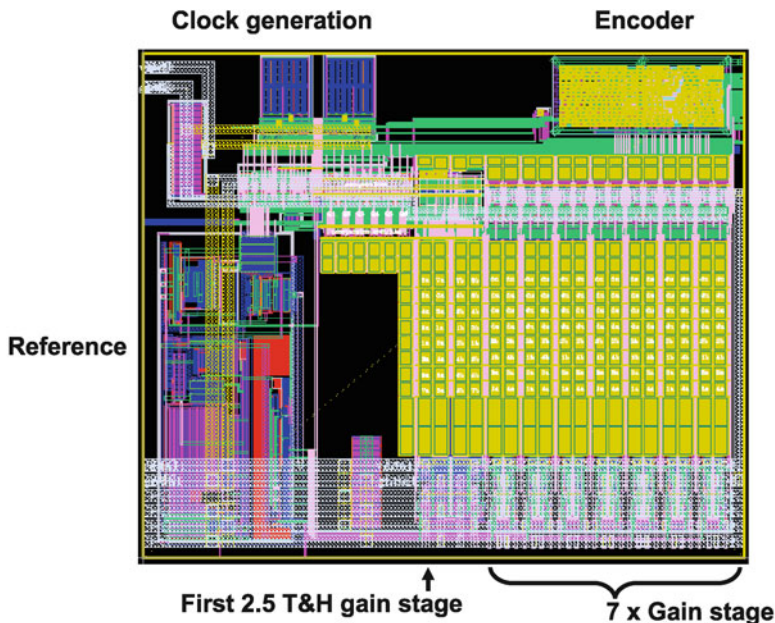 Clock generation
Encoder
Reference
First 2.5 T&H gain stage
7 x Gain stage